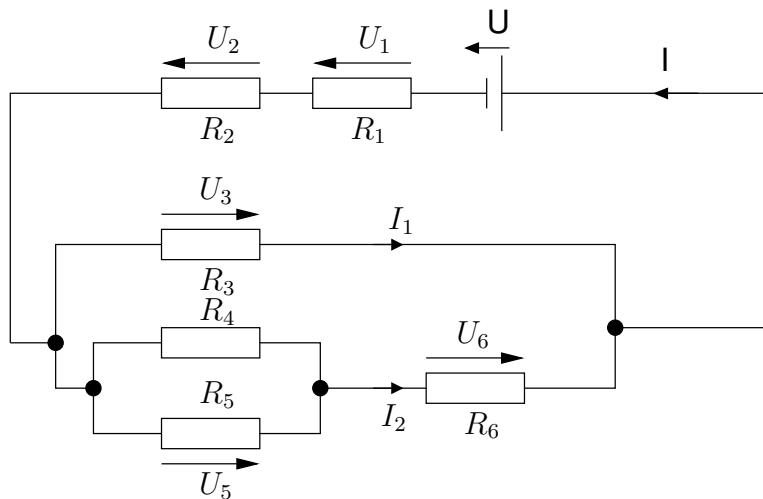 U
U₂
U₁
I
R₂
R₁
U₃
I₁
R₃
R₄
U₆
R₅
I₂
R₆
U₅